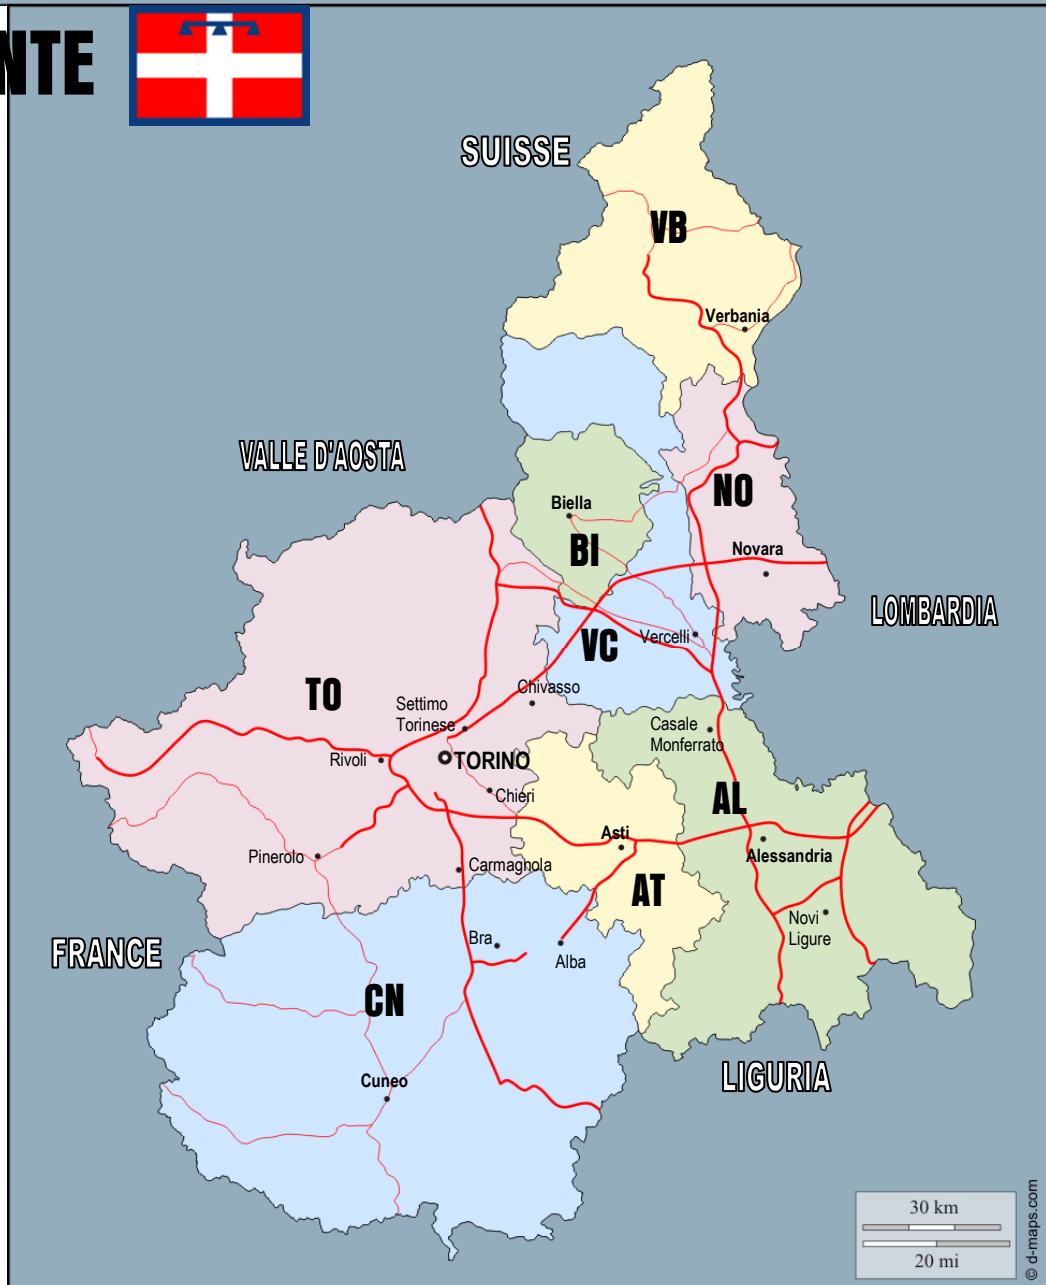 NTE
SUISSE
VB
Verbania
VALLE D'AOSTA
NO
Biella
BI
Novara
LOMBARDIA
VC
Vercelli
TO
Chivasso
Settimo
Torinese
Casale
Monferrato
Rivoli
TORINO
Chieri
AL
Asti
Alessandria
Pinerolo
Carmagnola
AT
Novi
Ligure
FRANCE
Bra
Alba
CN
LIGURIA
Cuneo
30 km
20 mi
© d-maps.com